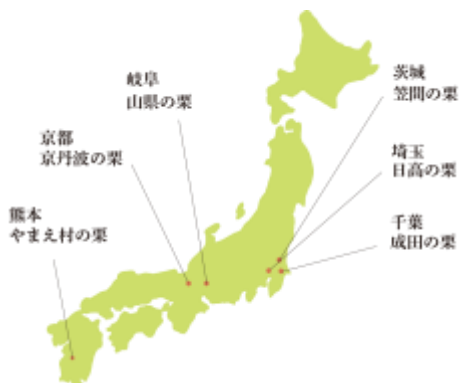 岐阜
山県の栗
京都
京丹波の栗
熊本
やまえ村の栗
茨城
笠間の栗
埼玉
日高の栗
千葉
成田の栗